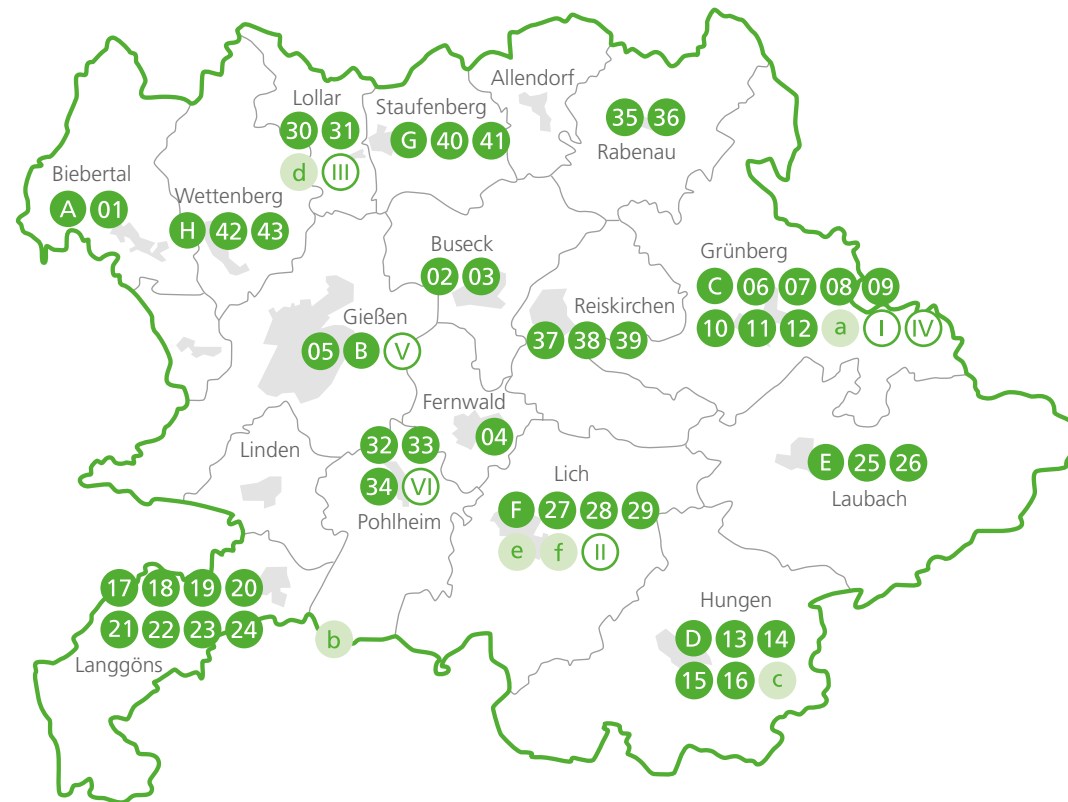 Allendorf
Lollar
30 31
d III
Staufenberg
G 40 41
35 36
Rabenau
Biebertal
A 01
Wettenberg
H 42 43
Buseck
02 03
Grünberg
C 06 07 08 09
10 11 12 a I IV
Reiskirchen
37 38 39
Gießen
05 B V
Fernwald
04
Linden
32 33
34 VI
Pohlheim
Lich
F 27 28 29
e f II
E 25 26
Laubach
17 18 19 20
21 22 23 24
Langgöns
b
Hungen
D 13 14
15 16 c